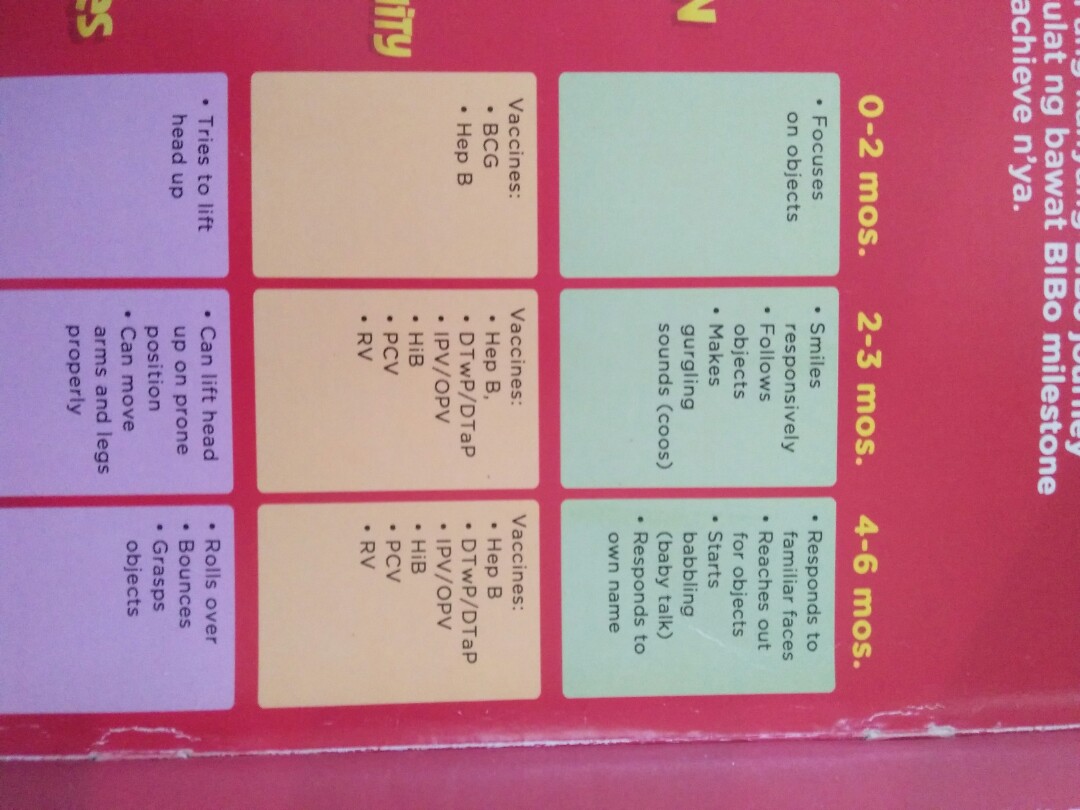 ulat ng bawat BIBo milestone
achieve n'ya.
0-2 mos. 2-3 mos. 4-6 mos.
• Focuses
on objects
• Smiles
responsively
• Follows
objects
• Makes
gurgling
sounds (coos)
• Responds to
familiar faces
• Reaches out
for objects
• Starts
babbling
(baby talk)
• Responds to
own name
Vaccines:
• BCG
• Hep B
Vaccines:
• Hep B,
• DTwP/DTaP
• IPV/OPV
• HiB
• PCV
• RV
Vaccines:
• Hep B
• DTwP/DTaP
• IPV/OPV
• HiB
• PCV
• RV
• Tries to lift
head up
• Can lift head
up on prone
position
• Can move
arms and legs
properly
• Rolls over
• Bounces
• Grasps
objects